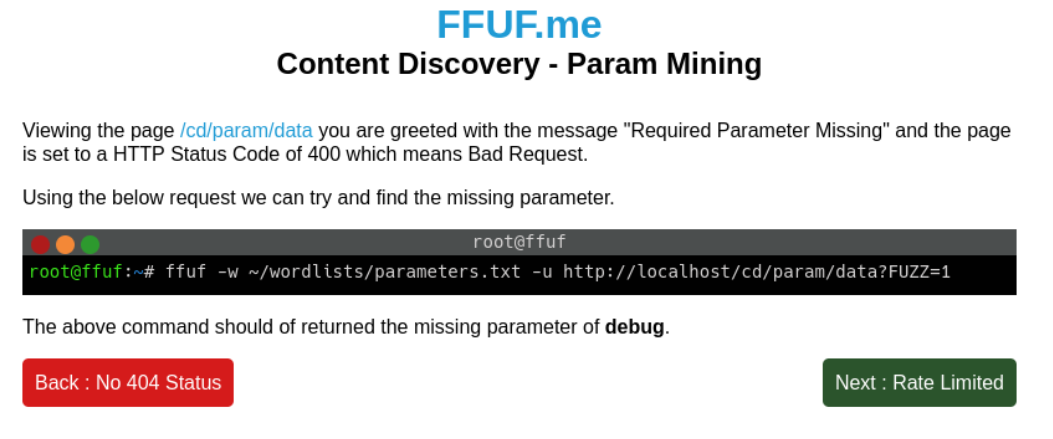 FFUF.me
Content Discovery - Param Mining
Viewing the page /cd/param/data you are greeted with the message "Required Parameter Missing" and the page
is set to a HTTP Status Code of 400 which means Bad Request.
Using the below request we can try and find the missing parameter.
root@ffuf
root@ffuf:~# ffuf -w ~/wordlists/parameters.txt -u http://localhost/cd/param/data?FUZZ=1
The above command should of returned the missing parameter of debug.
Back : No 404 Status
Next : Rate Limited